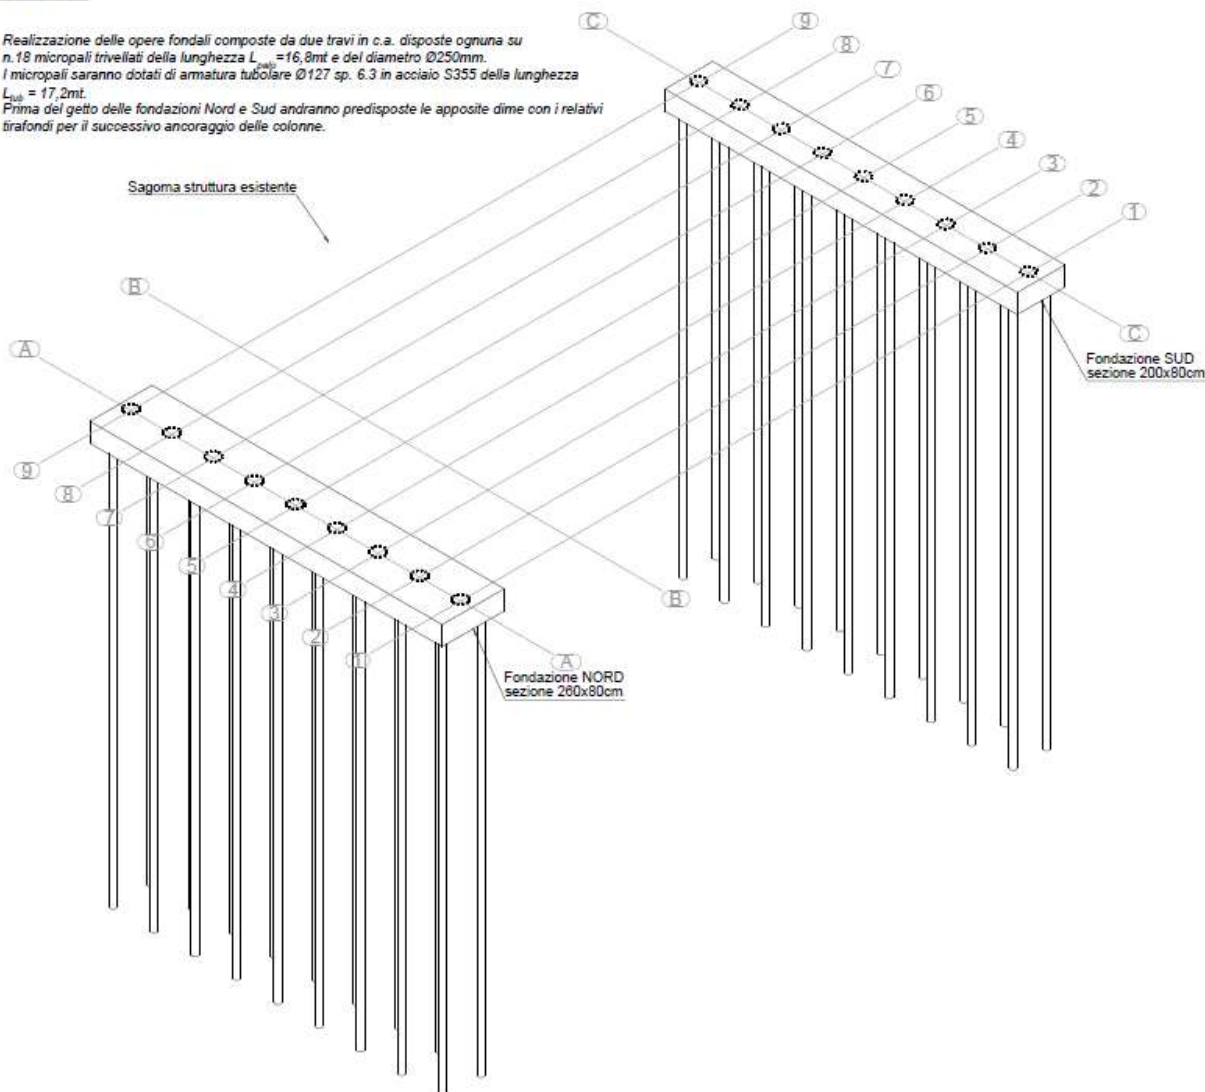 Realizzazione delle opere fondali composte da due travi in c.a. disposte ognuna su
n.18 micropali trivellati della lunghezza L palo =16,8mt e del diametro Ø250mm.
I micropali saranno dotati di armatura tubolare Ø127 sp. 6.3 in acciaio S355 della lunghezza
L tub = 17,2mt.
Prima del getto delle fondazioni Nord e Sud andranno predisposte le apposite dime con i relativi
tirafondi per il successivo ancoraggio delle colonne.
C
9
8
7
6
5
4
3
2
1
Sagoma struttura esistente
B
A
C
Fondazione SUD
sezione 200x80cm
9
8
7
6
5
4
3
2
1
B
A
Fondazione NORD
sezione 260x80cm